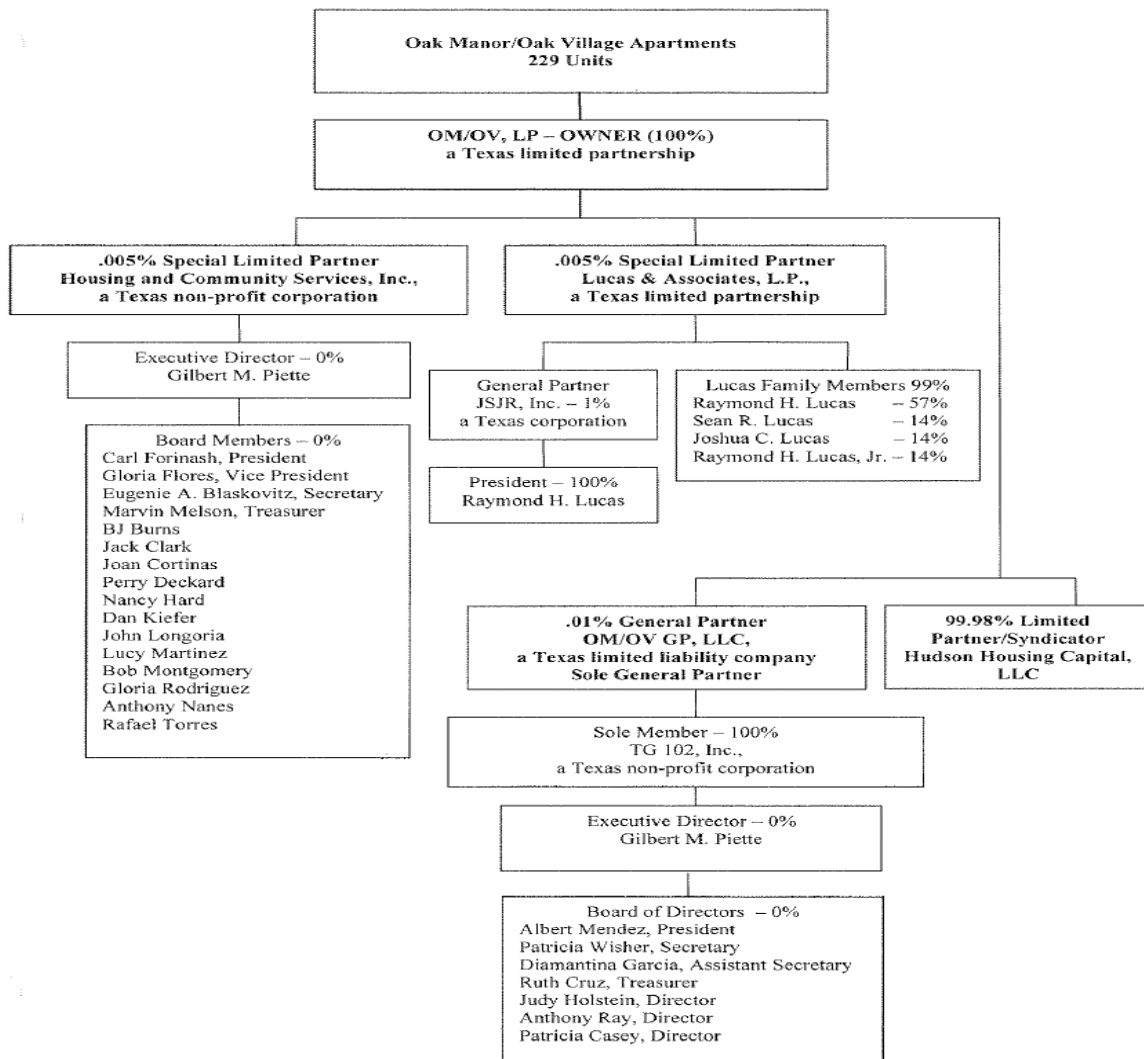 Oak Manor/Oak Village Apartments
229 Units
OM/OV, LP – OWNER (100%)
a Texas limited partnership
.005% Special Limited Partner
Housing and Community Services, Inc.,
a Texas non-profit corporation
Executive Director – 0%
Gilbert M. Piette
Board Members – 0%
Carl Forinash, President
Gloria Flores, Vice President
Eugenie A. Blaskovitz, Secretary
Marvin Melson, Treasurer
BJ Burns
Jack Clark
Joan Cortinas
Perry Deckard
Nancy Hard
Dan Kiefer
John Longoria
Lucy Martinez
Bob Montgomery
Gloria Rodriguez
Anthony Nanes
Rafael Torres
.005% Special Limited Partner
Lucas & Associates, L.P.,
a Texas limited partnership
General Partner
JSJR, Inc. – 1%
a Texas corporation
President – 100%
Raymond H. Lucas
Lucas Family Members 99%
Raymond H. Lucas – 57%
Sean R. Lucas – 14%
Joshua C. Lucas – 14%
Raymond H. Lucas, Jr. – 14%
.01% General Partner
OM/OV GP, LLC,
a Texas limited liability company
Sole General Partner
Sole Member – 100%
TG 102, Inc.,
a Texas non-profit corporation
Executive Director – 0%
Gilbert M. Piette
Board of Directors – 0%
Albert Mendez, President
Patricia Wisher, Secretary
Diamantina Garcia, Assistant Secretary
Ruth Cruz, Treasurer
Judy Holstein, Director
Anthony Ray, Director
Patricia Casey, Director
99.98% Limited
Partner/Syndicator
Hudson Housing Capital,
LLC